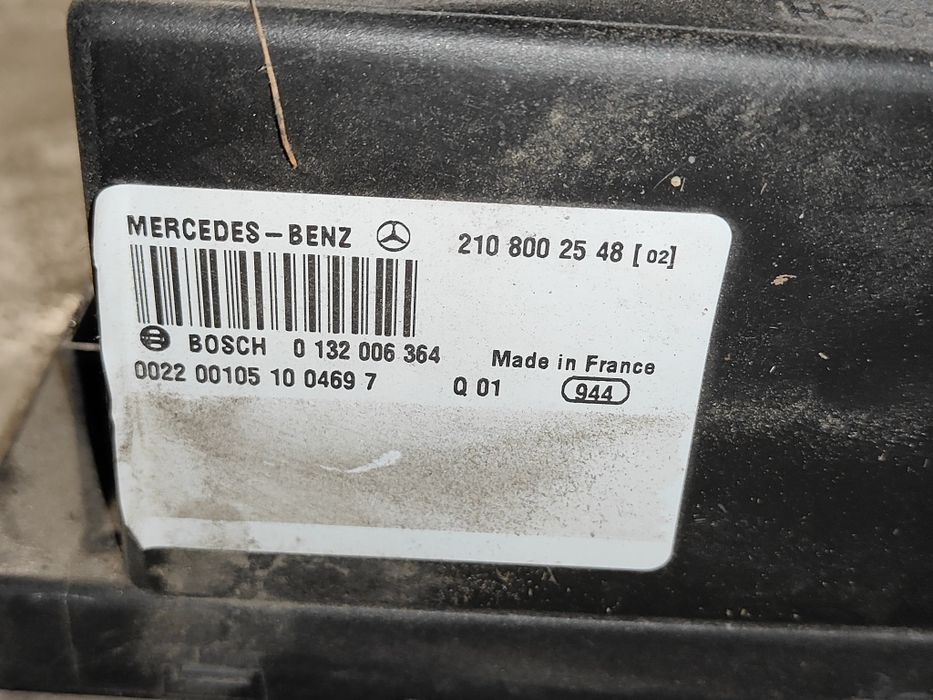 MERCEDES-BENZ 210 800 25 48 [02]
BOSCH 0 132 006 364 Made in France
0022 00105 10 0469 7 Q 01 944